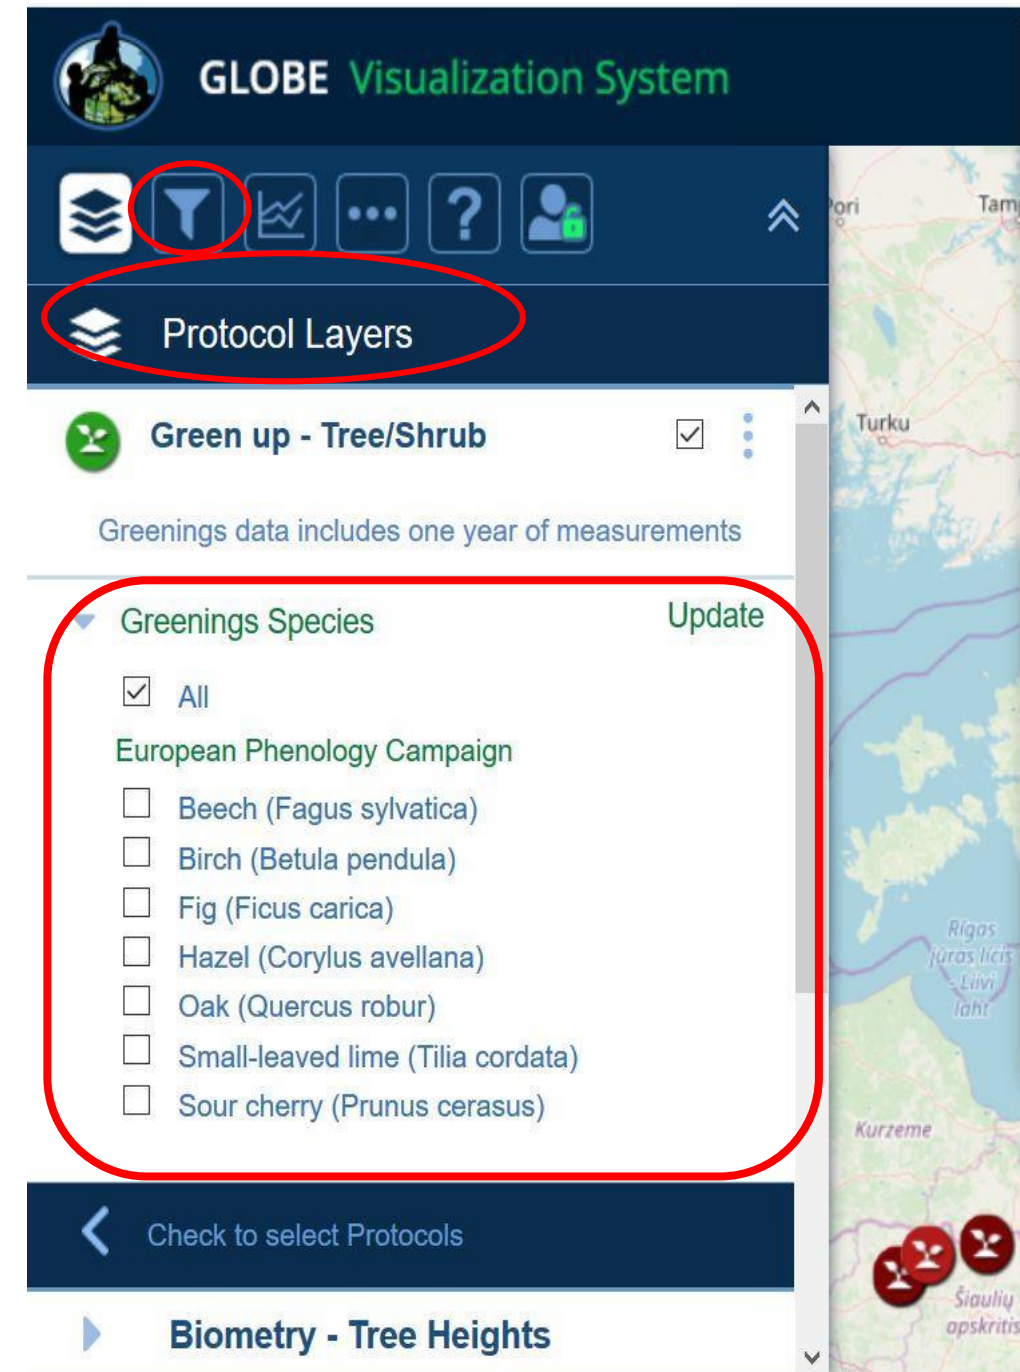 GLOBE Visualization System
Pori
Tam
Protocol Layers
Turku
Green up - Tree/Shrub
Greenings data includes one year of measurements
Greenings Species
Update
All
European Phenology Campaign
Beech (Fagus sylvatica)
Birch (Betula pendula)
Fig (Ficus carica)
Hazel (Corylus avellana)
Oak (Quercus robur)
Small-leaved lime (Tilia cordata)
Sour cherry (Prunus cerasus)
Rīgas
jūras līcis
- Liivi
laht
Kurzeme
Check to select Protocols
Biometry - Tree Heights
Šiaulių
apskritis